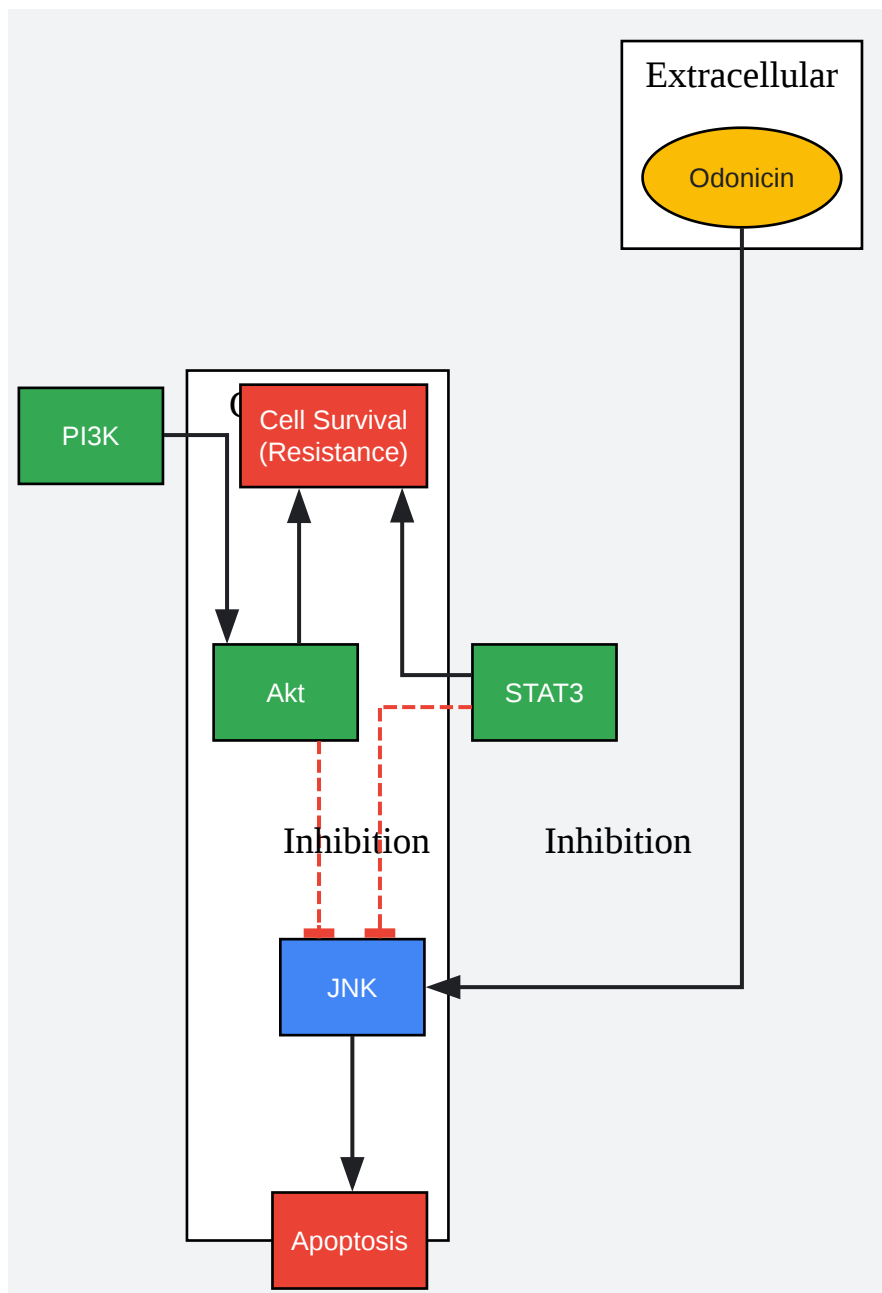 Extracellular
Odonicin
PI3K
Cell Survival
(Resistance)
Akt
STAT3
Inhibition
Inhibition
JNK
Apoptosis